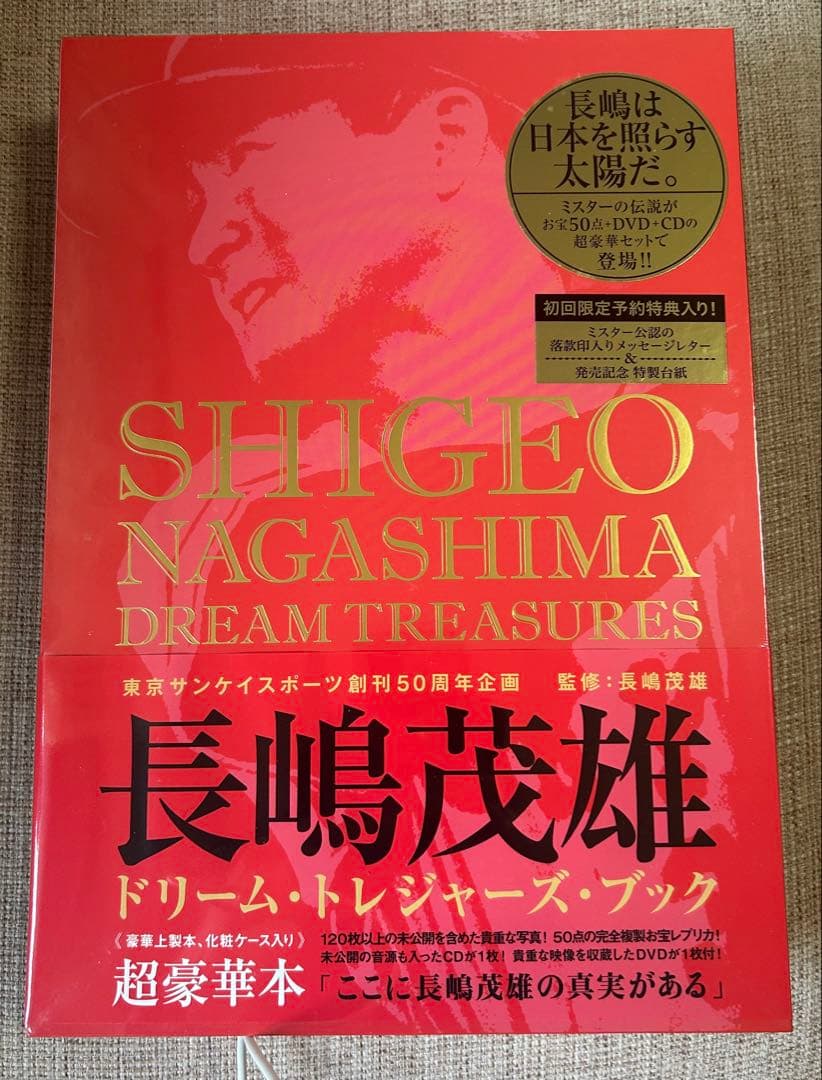 長嶋は
日本を照らす
太陽だ。
ミスターの伝説が
お宝50点+DVD+CDの
超豪華セットで
登場!!
初回限定予約特典入り!
ミスター公認の
落款印入りメッセージレター
&
発売記念 特製台紙
SHIGEO
NAGASHIMA
DREAM TREASURES
東京サンケイスポーツ創刊50周年企画 監修:長嶋茂雄
長嶋茂雄
ドリーム・トレジャーズ・ブック
《豪華上製本、化粧ケース入り》
超豪華本
120枚以上の未公開を含めた貴重な写真! 50点の完全複製お宝レプリカ!
未公開の音源も入ったCDが1枚! 貴重な映像を収蔵したDVDが1枚付!
「ここに長嶋茂雄の真実がある」